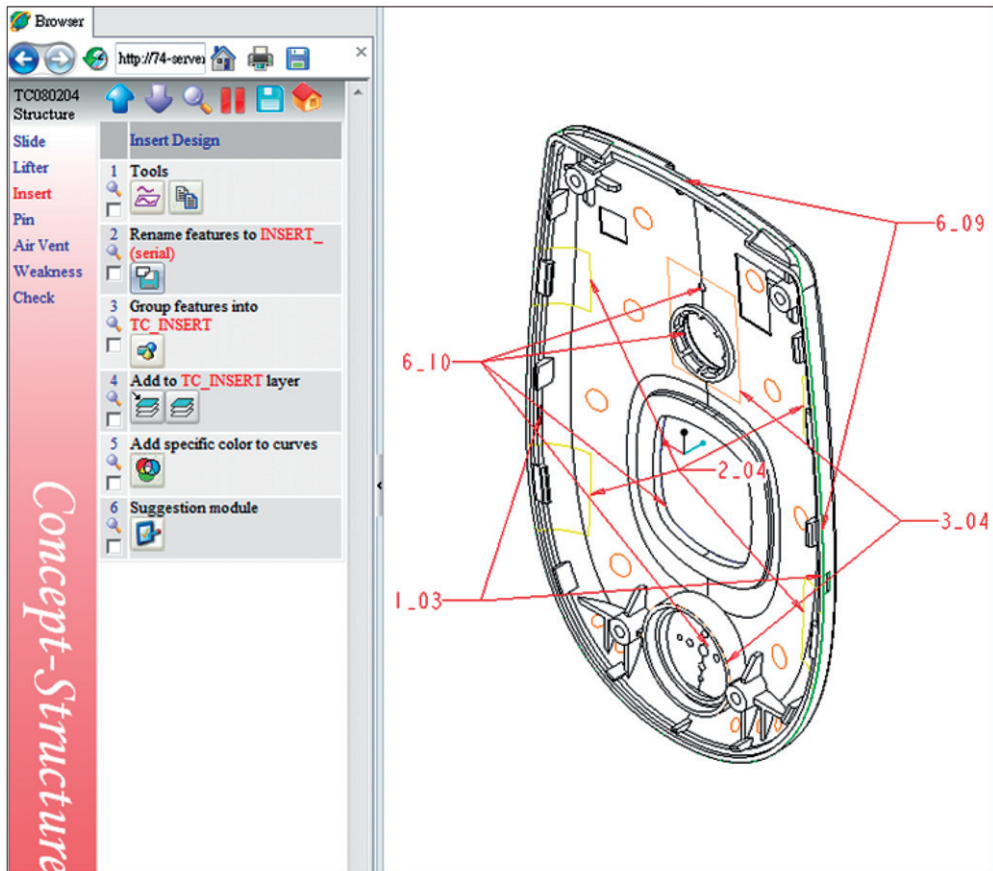 Browser
http://74-server
TC080204
Structure
Slide
Lifter
Insert
Pin
Air Vent
Weakness
Check
Concept-Structure
Insert Design
1 Tools
2 Rename features to INSERT_
(serial)
3 Group features into
TC_INSERT
4 Add to TC_INSERT layer
5 Add specific color to curves
6 Suggestion module
6_09
6_10
2_04
3_04
1_03